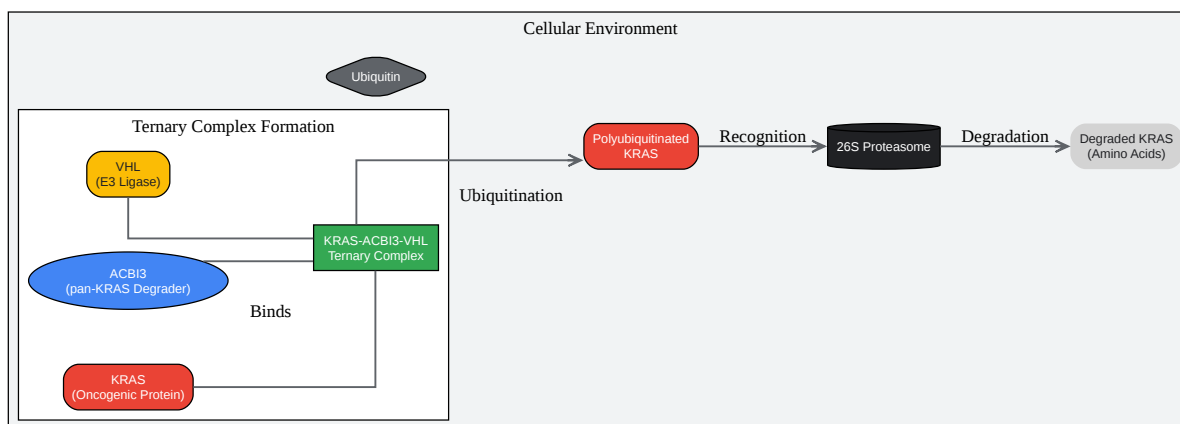 Cellular Environment
Ubiquitin
Ternary Complex Formation
VHL
(E3 Ligase)
ACBI3
(pan-KRAS Degrader)
Binds
KRAS
(Oncogenic Protein)
KRAS-ACBI3-VHL
Ternary Complex
Ubiquitination
Polyubiquitinated
KRAS
Recognition
26S Proteasome
Degradation
Degraded KRAS
(Amino Acids)